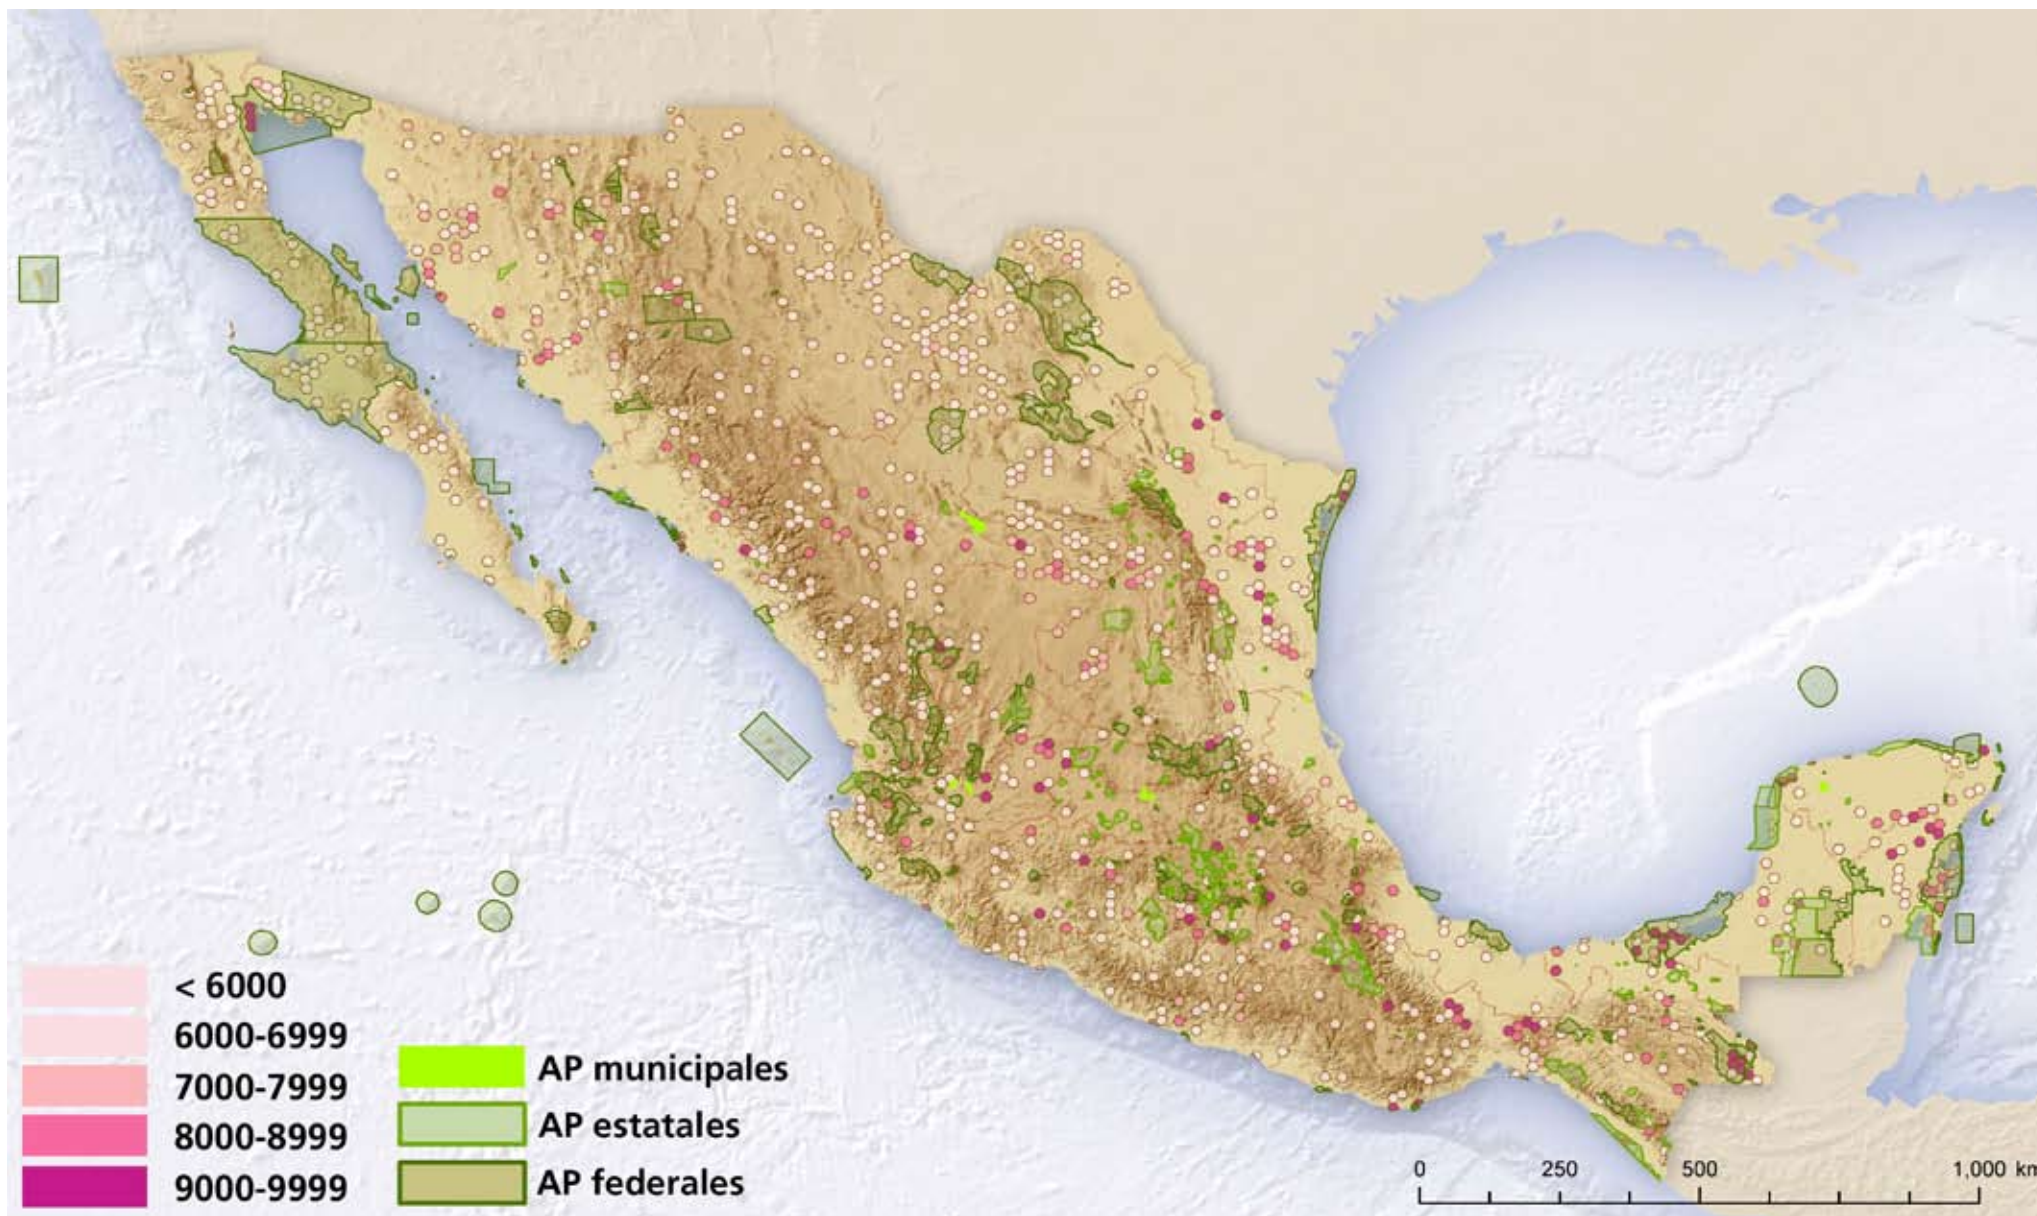 < 6000
6000-6999
7000-7999
8000-8999
9000-9999
AP municipales
AP estatales
AP federales
0 250 500 1,000 km